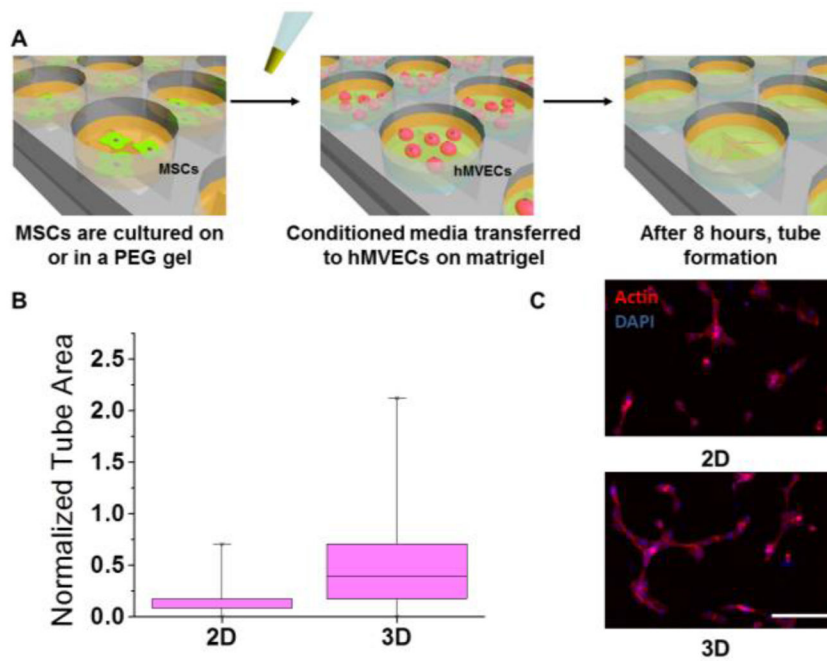 A
MSCs
hMVECs
MSCs are cultured on
or in a PEG gel
Conditioned media transferred
to hMVECs on matrigel
After 8 hours, tube
formation
B
Normalized Tube Area
2.5
2.0
1.5
1.0
0.5
0.0
2D
3D
C
Actin
DAPI
2D
3D